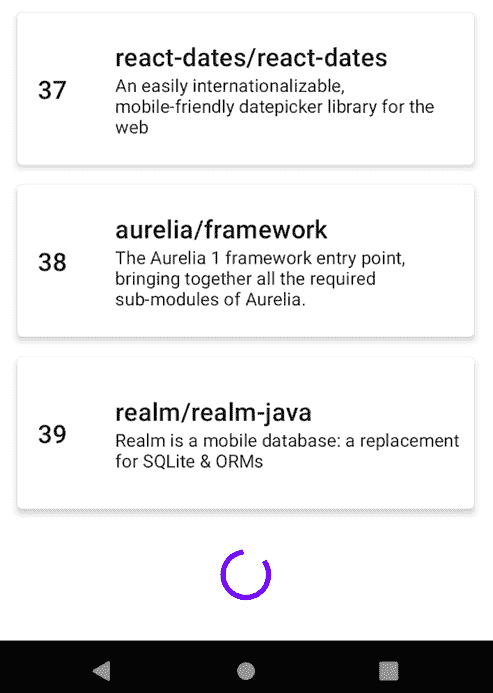 react-dates/react-dates
37
An easily internationalizable,
mobile-friendly datepicker library for the
web
aurelia/framework
38
The Aurelia 1 framework entry point,
bringing together all the required
sub-modules of Aurelia.
realm/realm-java
39
Realm is a mobile database: a replacement
for SQLite & ORMs